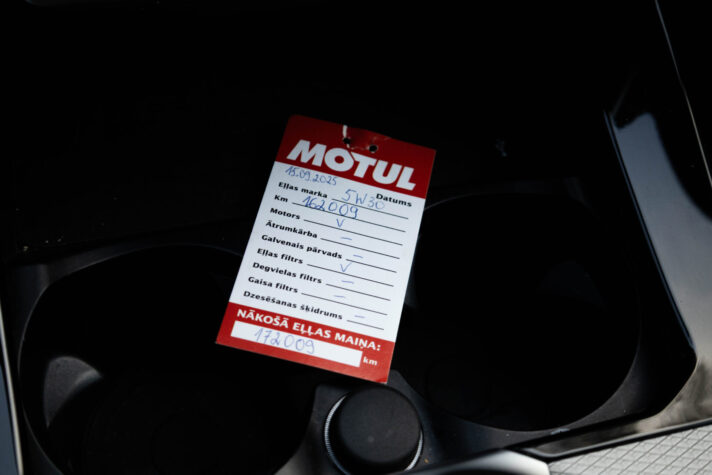 MOTUL
15.09.2025 Datums
Eļļas marka 5W30
Km 162009
Motors V
Ātrumkārba –
Galvenais pārvads –
Eļļas filtrs V
Degvielas filtrs –
Gaisa filtrs –
Dzesēšanas šķidrums –
NĀKOŠĀ EĻĻAS MAIŅA:
172009 km